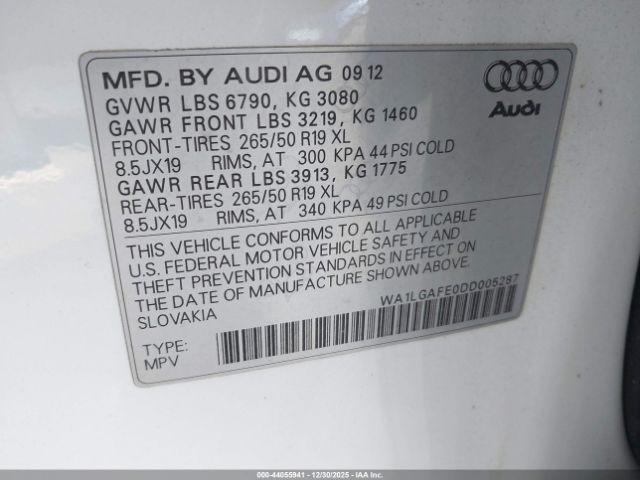 MFD. BY AUDI AG 09 12
GVWR LBS 6790, KG 3080
GAWR FRONT LBS 3219, KG 1460
FRONT-TIRES 265/50 R19 XL
8.5JX19 RIMS, AT 300 KPA 44 PSI COLD
GAWR REAR LBS 3913, KG 1775
REAR-TIRES 265/50 R19 XL
8.5JX19 RIMS, AT 340 KPA 49 PSI COLD
Audi
THIS VEHICLE CONFORMS TO ALL APPLICABLE
U.S. FEDERAL MOTOR VEHICLE SAFETY AND
THEFT PREVENTION STANDARDS IN EFFECT ON
THE DATE OF MANUFACTURE SHOWN ABOVE.
SLOVAKIA
WA1LGAFE0DD005287
TYPE:
MPV
000-44055941 - 12/30/2025 - IAA Inc.